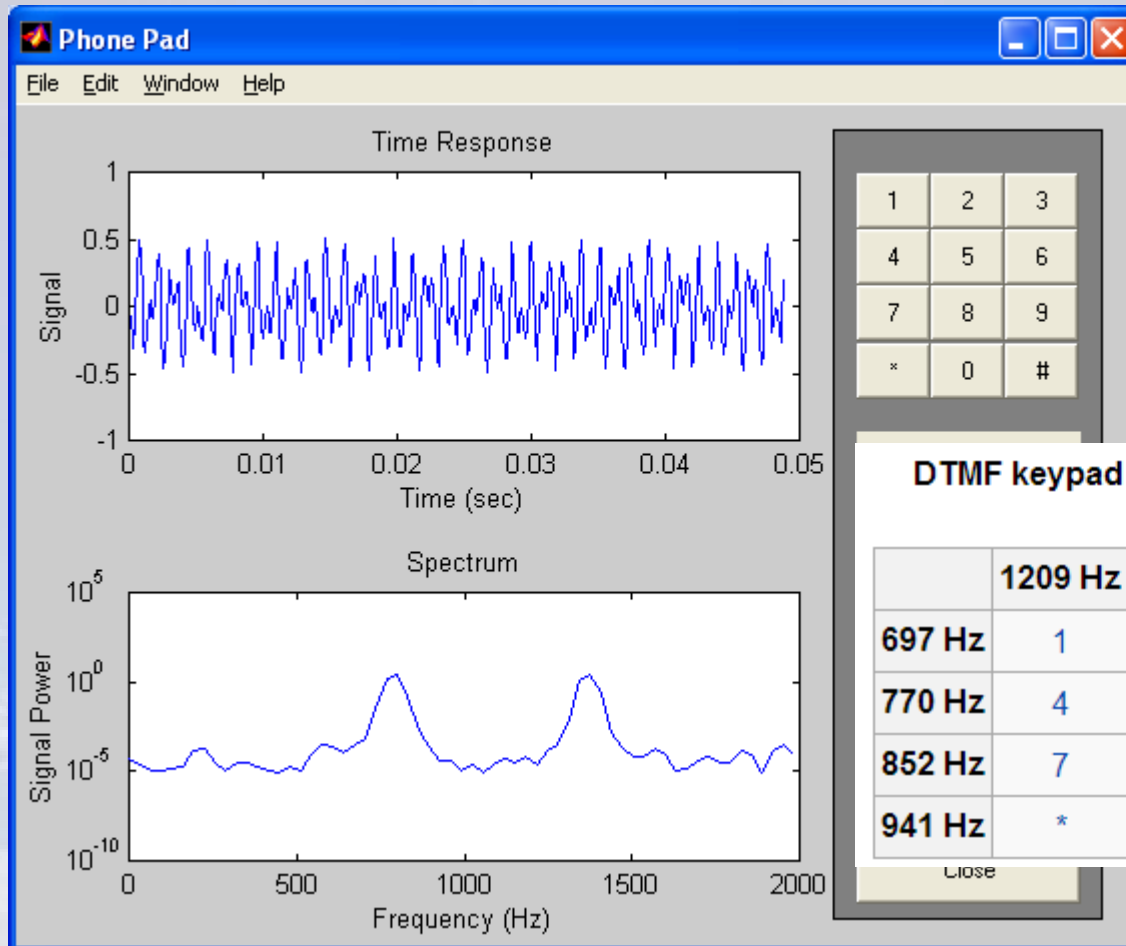 Phone Pad
File Edit Window Help
Time Response
1
0.5
0
-0.5
-1
Signal
0 0.01 0.02 0.03 0.04 0.05
Time (sec)
Spectrum
10^5
10^0
10^-5
10^-10
Signal Power
0 500 1000 1500 2000
Frequency (Hz)
1 2 3
4 5 6
7 8 9
* 0 #
DTMF keypad
1209 Hz
697 Hz 1
770 Hz 4
852 Hz 7
941 Hz *
Close